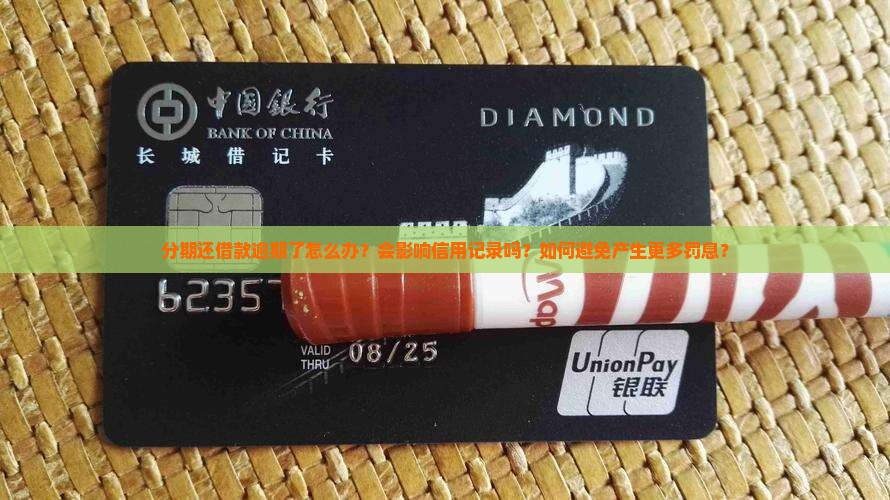 中国銀行
BANK OF CHINA
DIAMOND
长城借记卡
分期还借款逾期了怎么办？会影响信用记录吗？如何避免产生更多罚息？
6235
VALID
THRU
08/25
UnionPay
银联